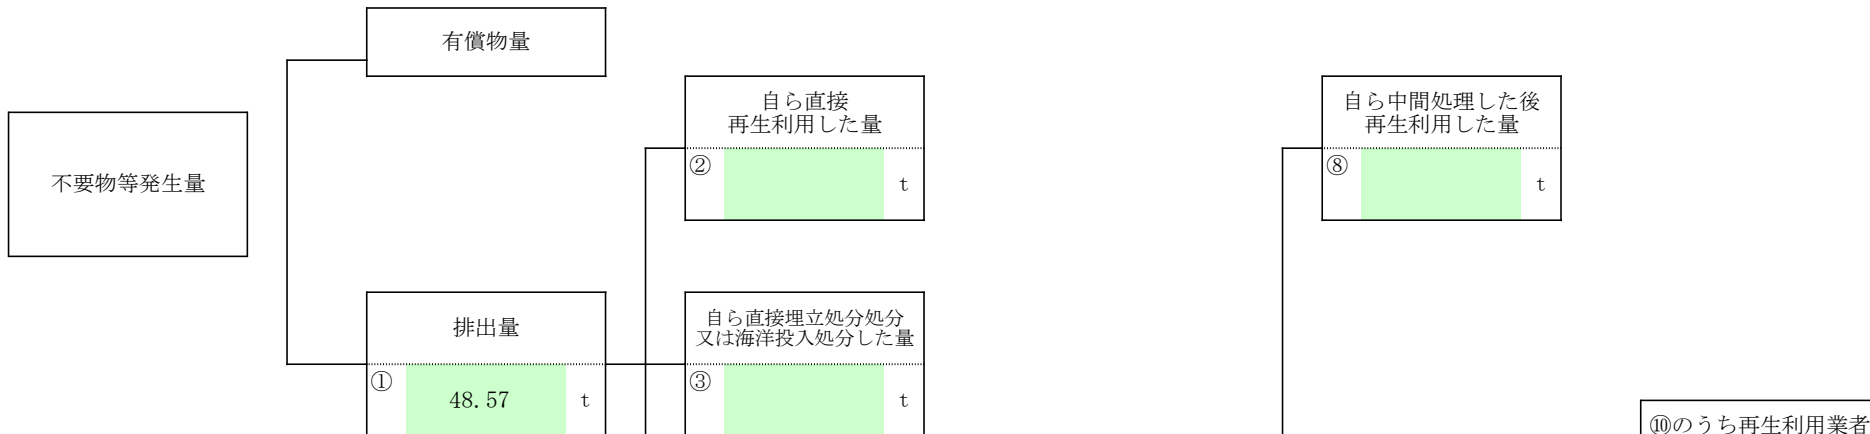 有償物量
自ら直接
再生利用した量
② t
自ら中間処理した後
再生利用した量
⑧ t
不要物等発生量
排出量
① 48.57 t
自ら直接埋立処分処分
又は海洋投入処分した量
③ t
⑩のうち再生利用業者